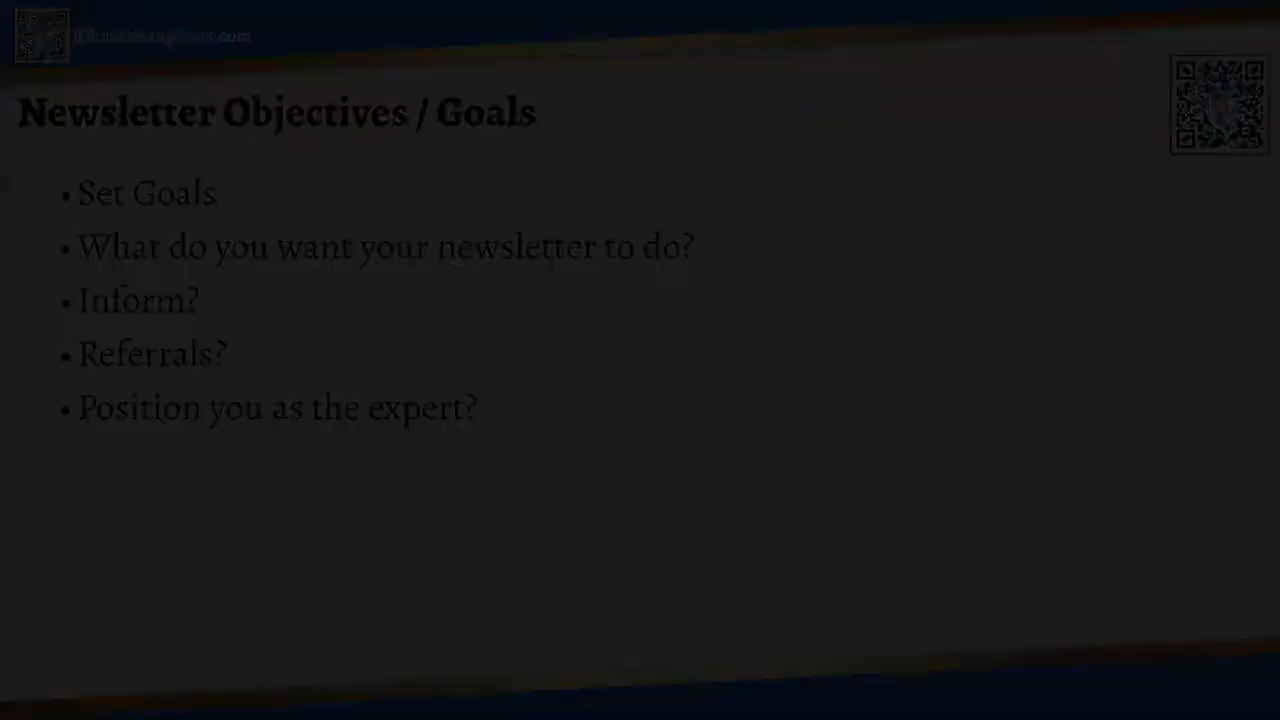 Newsletter Objectives / Goals
• Set Goals
• What do you want your newsletter to do?
• Inform?
• Referrals?
• Position you as the expert?